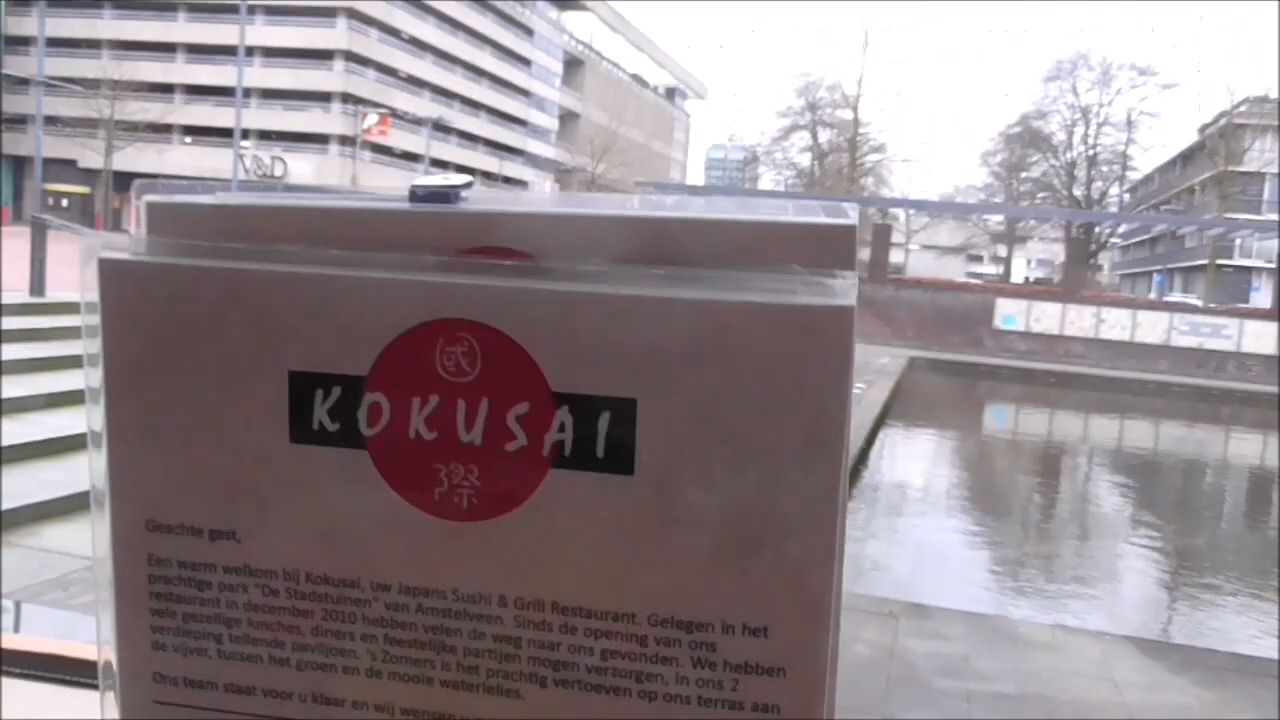 V&D
国
KOKUSAI
際
Geachte gast,
Een warm welkom bij Kokusai, uw Japans Sushi & Grill Restaurant. Gelegen in het
prachtige park "De Stadstuinen" van Amstelveen. Sinds de opening van ons
restaurant in december 2010 hebben velen de weg naar ons gevonden. We hebben
vele gezellige lunches, diners en feestelijke partijen mogen verzorgen, in ons 2
verdieping tellende paviljoen. 's Zomers is het prachtig vertoeven op ons terras aan
de vijver, tussen het groen en de mooie waterlelies.
Ons team staat voor u klaar en wij wensen u